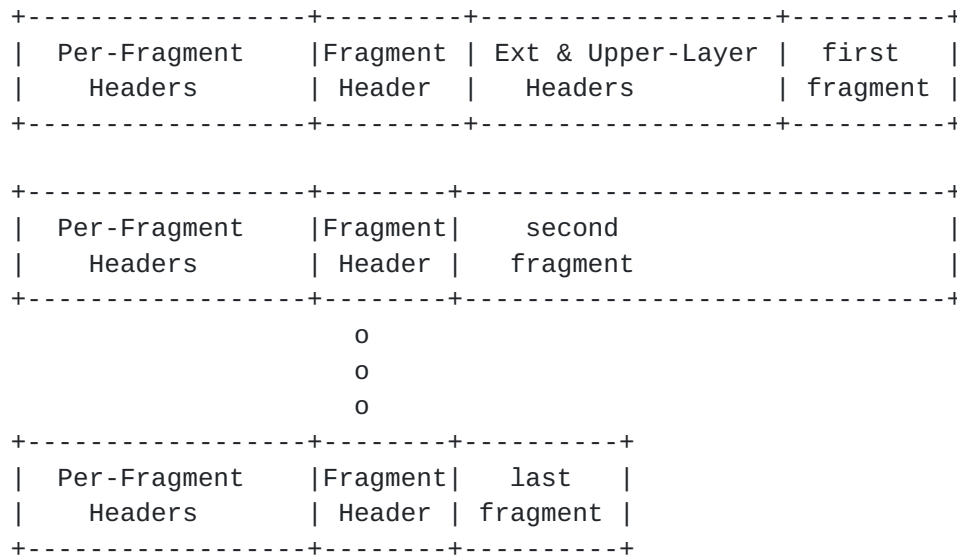 +------------------+---------+-------------------+----------+
|  Per-Fragment    |Fragment | Ext & Upper-Layer |  first   |
|    Headers       | Header  |   Headers         | fragment |
+------------------+---------+-------------------+----------+
+------------------+--------+-------------------------------+
|  Per-Fragment    |Fragment|    second                     |
|    Headers       | Header |   fragment                    |
+------------------+--------+-------------------------------+
o
o
o
+------------------+--------+----------+
|  Per-Fragment    |Fragment|   last   |
|    Headers       | Header | fragment |
+------------------+--------+----------+